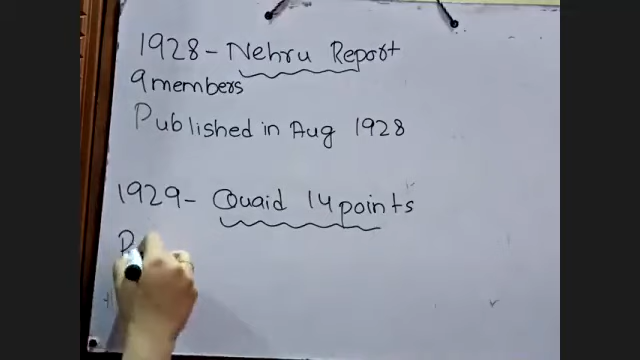 1928 - Nehru Report
9 members
Published in Aug 1928
1929 - Quaid 14 points
P